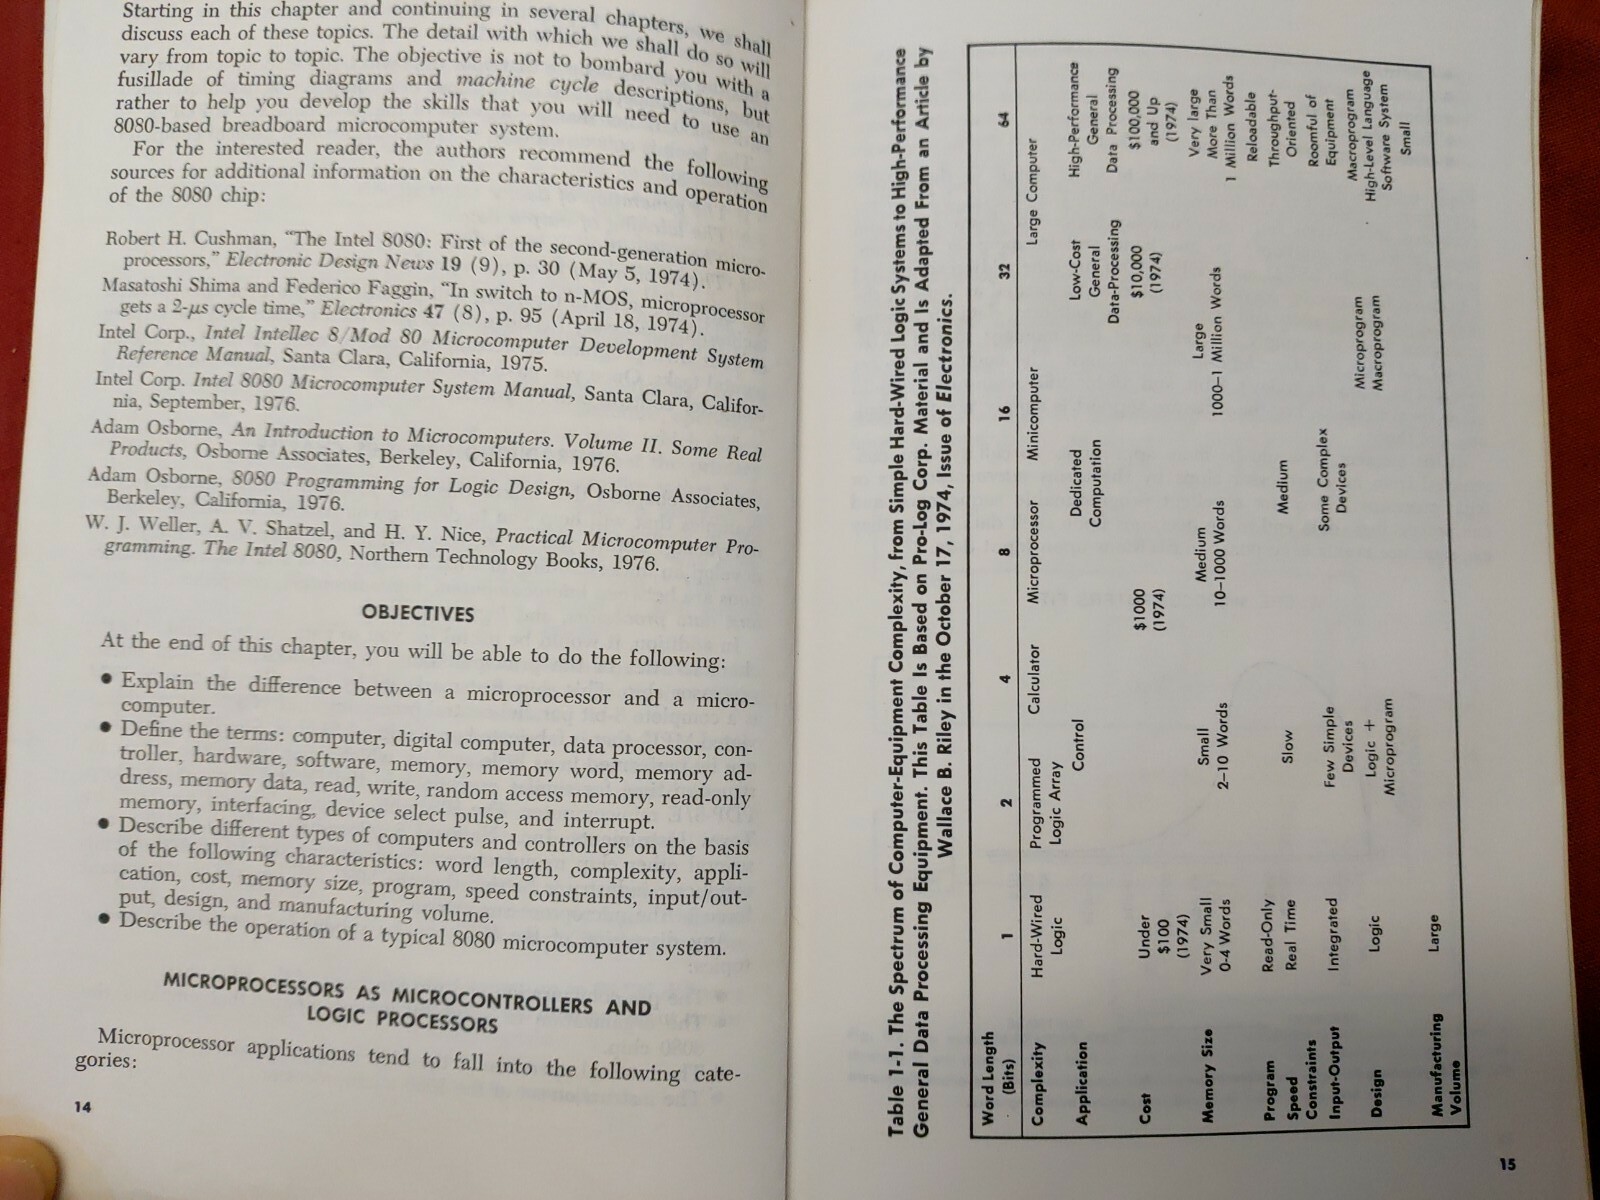 Starting in this chapter and continuing in several chapters, we shall
discuss each of these topics. The detail with which we shall do so will
vary from topic to topic. The objective is not to bombard you with a
fusillade of timing diagrams and machine cycle descriptions, but
rather to help you develop the skills that you will need to use an
8080-based breadboard microcomputer system.
For the interested reader, the authors recommend the following
sources for additional information on the characteristics and operation
of the 8080 chip:
Robert H. Cushman, “The Intel 8080: First of the second-generation micro-
processors,” Electronic Design News 19 (9), p. 30 (May 5, 1974).
Masatoshi Shima and Federico Faggin, “In switch to n-MOS, microprocessor
gets a 2-μs cycle time,” Electronics 47 (8), p. 95 (April 18, 1974).
Intel Corp., Intel Intellec 8/Mod 80 Microcomputer Development System
Reference Manual, Santa Clara, California, 1975.
Intel Corp. Intel 8080 Microcomputer System Manual, Santa Clara, Califor-
nia, September, 1976.
Adam Osborne, An Introduction to Microcomputers. Volume II. Some Real
Products, Osborne Associates, Berkeley, California, 1976.
Adam Osborne, 8080 Programming for Logic Design, Osborne Associates,
Berkeley, California, 1976.
W. J. Weller, A. V. Shatzel, and H. Y. Nice, Practical Microcomputer Pro-
gramming. The Intel 8080, Northern Technology Books, 1976.
OBJECTIVES
At the end of this chapter, you will be able to do the following:
• Explain the difference between a microprocessor and a micro-
computer.
• Define the terms: computer, digital computer, data processor, con-
troller, hardware, software, memory, memory word, memory ad-
dress, memory data, read, write, random access memory, read-only
memory, interfacing, device select pulse, and interrupt.
• Describe different types of computers and controllers on the basis
of the following characteristics: word length, complexity, appli-
cation, cost, memory size, program, speed constraints, input/out-
put, design, and manufacturing volume.
• Describe the operation of a typical 8080 microcomputer system.
MICROPROCESSORS AS MICROCONTROLLERS AND
LOGIC PROCESSORS
Microprocessor applications tend to fall into the following cate-
gories:
14
Table 1-1. The Spectrum of Computer-Equipment Complexity, from Simple Hard-Wired Logic Systems to High-Performance
General Data Processing Equipment. This Table Is Based on Pro-Log Corp. Material and Is Adapted From an Article by
Wallace B. Riley in the October 17, 1974, Issue of Electronics.
Word Length 1 2 4 8 16 32 64
(Bits)
Complexity Hard-Wired Programmed Calculator Microprocessor Minicomputer Large Computer
Logic Logic Array
Application Control Dedicated Low-Cost High-Performance
Computation General General
Data-Processing Data Processing
Cost Under $1000 $10,000 $100,000
$100 (1974) (1974) and Up
(1974) (1974)
Memory Size Very Small Small Medium Large Very large
0-4 Words 2-10 Words 10-1000 Words 1000-1 Million Words More Than
1 Million Words
Program Read-Only Reloadable
Speed Real Time Slow Medium Throughput-
Constraints Oriented
Input-Output Integrated Few Simple Some Complex Roomful of
Devices Devices Equipment
Design Logic Logic + Microprogram Macroprogram
Microprogram Macroprogram High-Level Language
Software System
Manufacturing Large Small
Volume
15